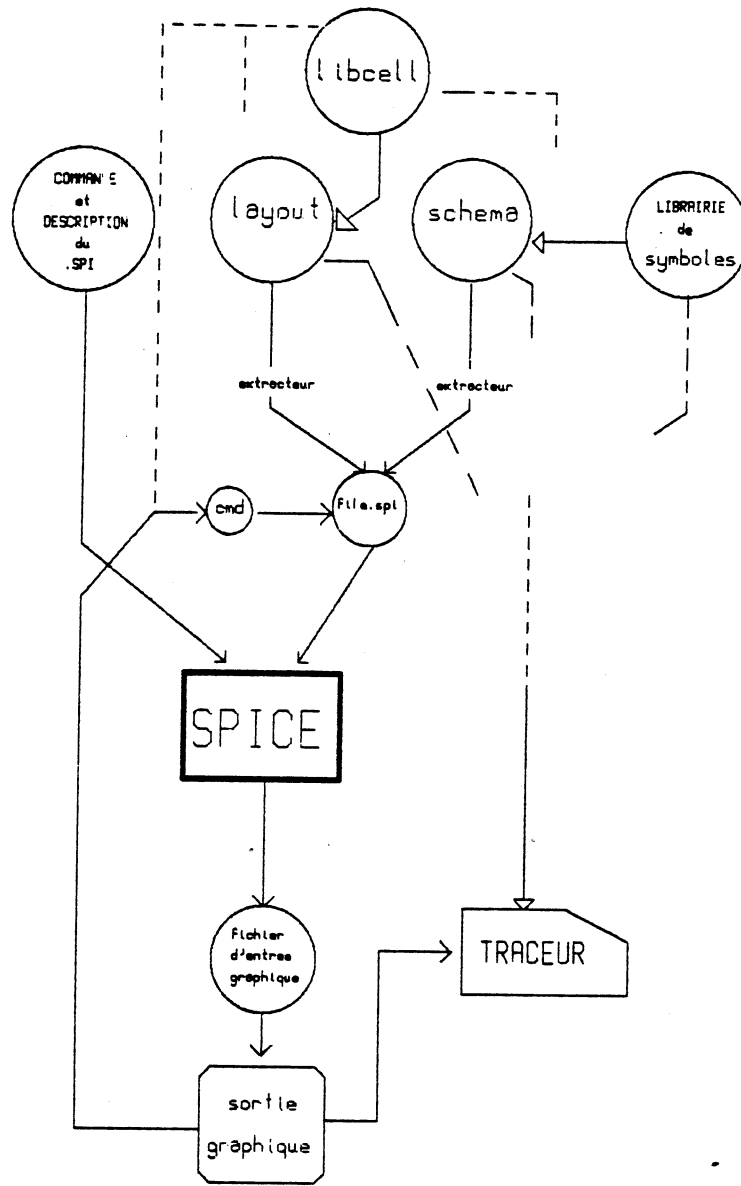 libcell
COMMAN E
et
DESCRIPTION
du
.SPI
layout
schema
LIBRAIRIE
de
symboles
extracteur
extracteur
cmd
file.spi
SPICE
fichier
d'entree
graphique
TRACEUR
sortie
graphique